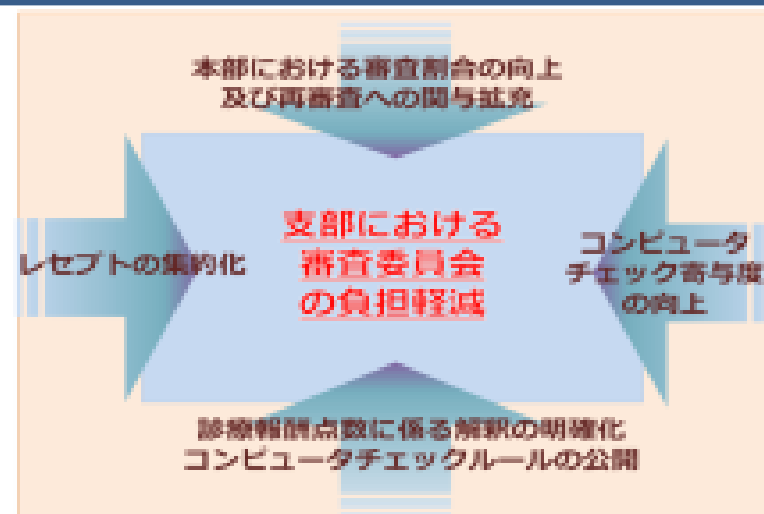 本部における審査割合の向上
及び再審査への関与拡充
支部における
審査委員会
の負担軽減
レセプトの集約化
コンピュータ
チェック寄与度
の向上
診療報酬点数に係る解釈の明確化
コンピュータチェックルールの公開